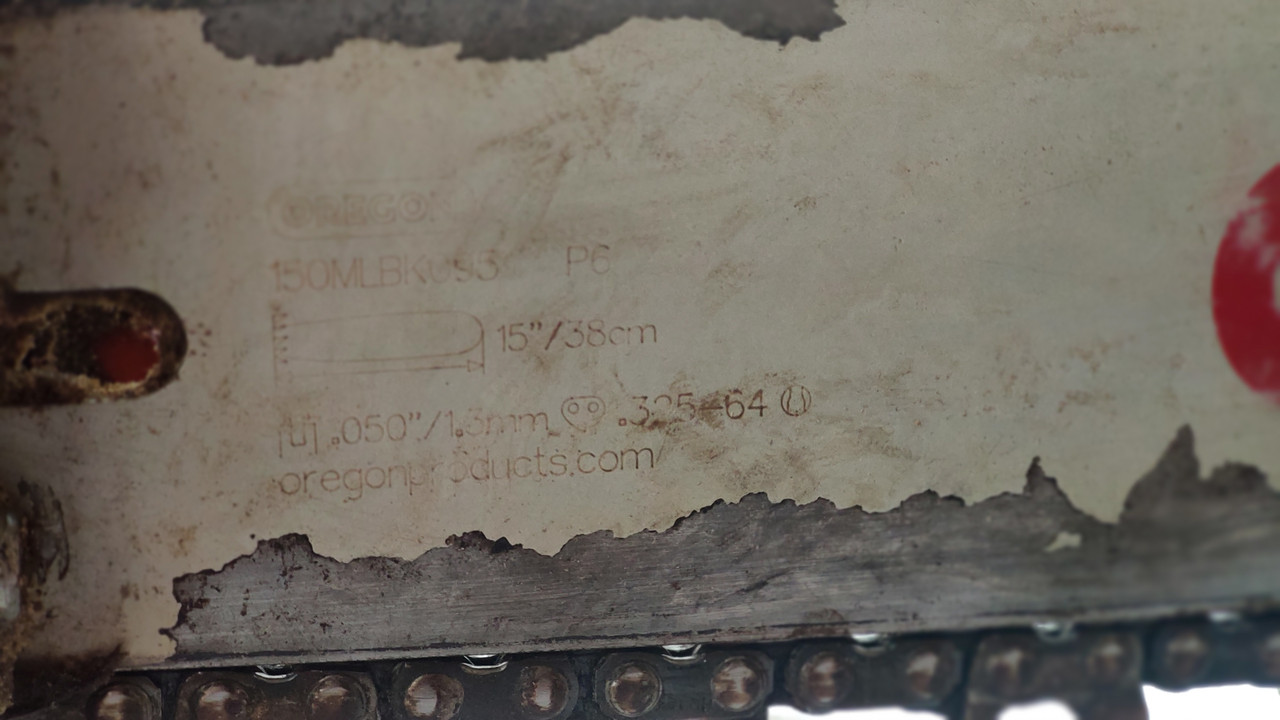 OREGON
150MLBK095 P6
15"/38cm
.050"/1.3mm .325-64
oregonproducts.com